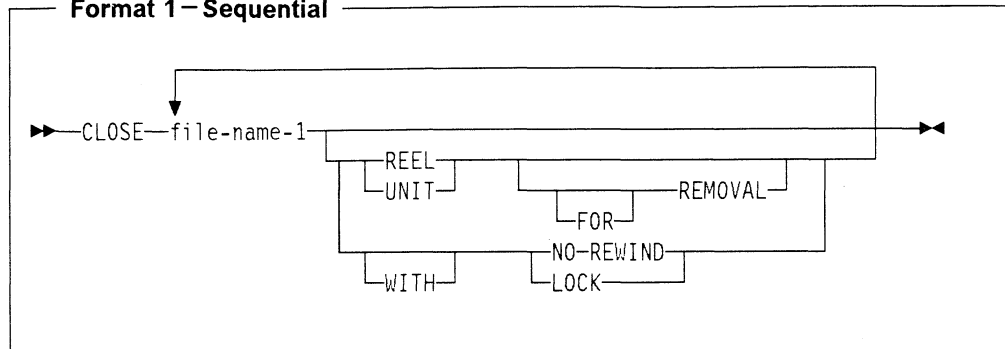 Format 1—Sequential
CLOSE file-name-1
REEL
UNIT REMOVAL
FOR
NO-REWIND
WITH LOCK